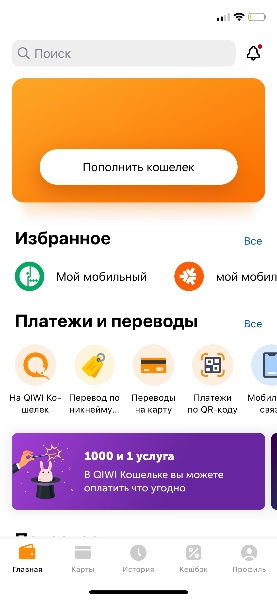 Поиск
Пополнить кошелек
Избранное
Все
Мой мобильный
мой мобил
Платежи и переводы
Все
На QIWI Ко-
шелек
Перевод по
никнейму...
Переводы
на карту
Платежи
по QR-коду
Мобил
связ
1000 и 1 услуга
В QIWI Кошельке вы можете
оплатить что угодно
Главная
Карты
История
Кешбэк
Профиль